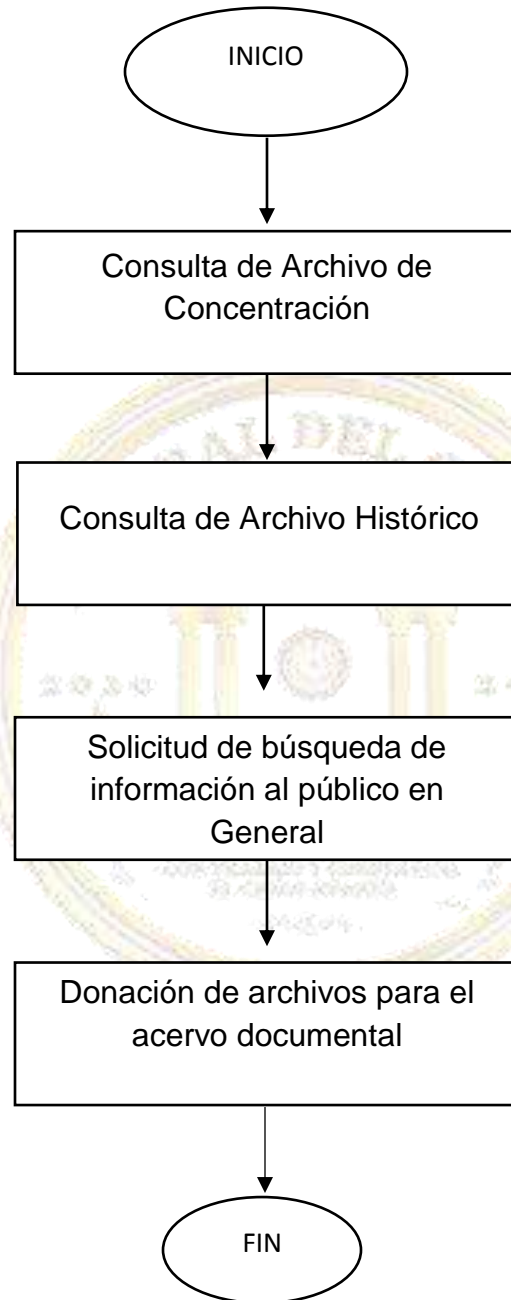 INICIO
Consulta de Archivo de
Concentración
Consulta de Archivo Histórico
Solicitud de búsqueda de
información al público en
General
Donación de archivos para el
acervo documental
FIN